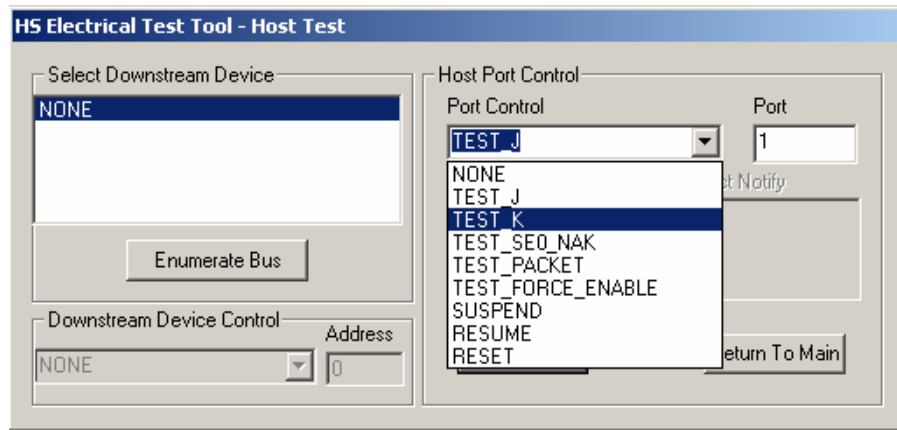 HS Electrical Test Tool - Host Test
Select Downstream Device
NONE
Enumerate Bus
Downstream Device Control
Address
NONE
0
Host Port Control
Port Control
Port
TEST_J
1
Notify
NONE
TEST_J
TEST_K
TEST_SE0_NAK
TEST_PACKET
TEST_FORCE_ENABLE
SUSPEND
RESUME
RESET
eturn To Main